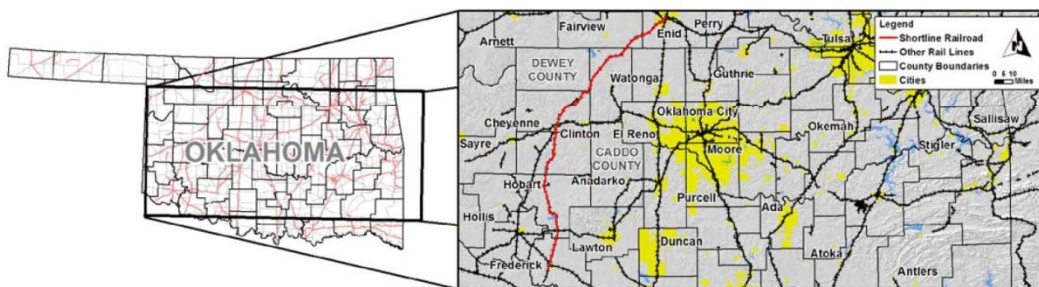 OKLAHOMA
Fairview
Perry
Enid
Arnett
Tulsa
DEWEY
COUNTY
Watonga
Guthrie
Oklahoma City
Cheyenne
Clinton
El Reno
Okemah
Sallisaw
Sayre
CADDO
COUNTY
Moore
Stigler
Hobart
Anadarko
Purcell
Hollis
Ada
Lawton
Duncan
Atoka
Frederick
Antlers
Legend
Shortline Railroad
Other Rail Lines
County Boundaries
Cities
N
0 5 10
Miles